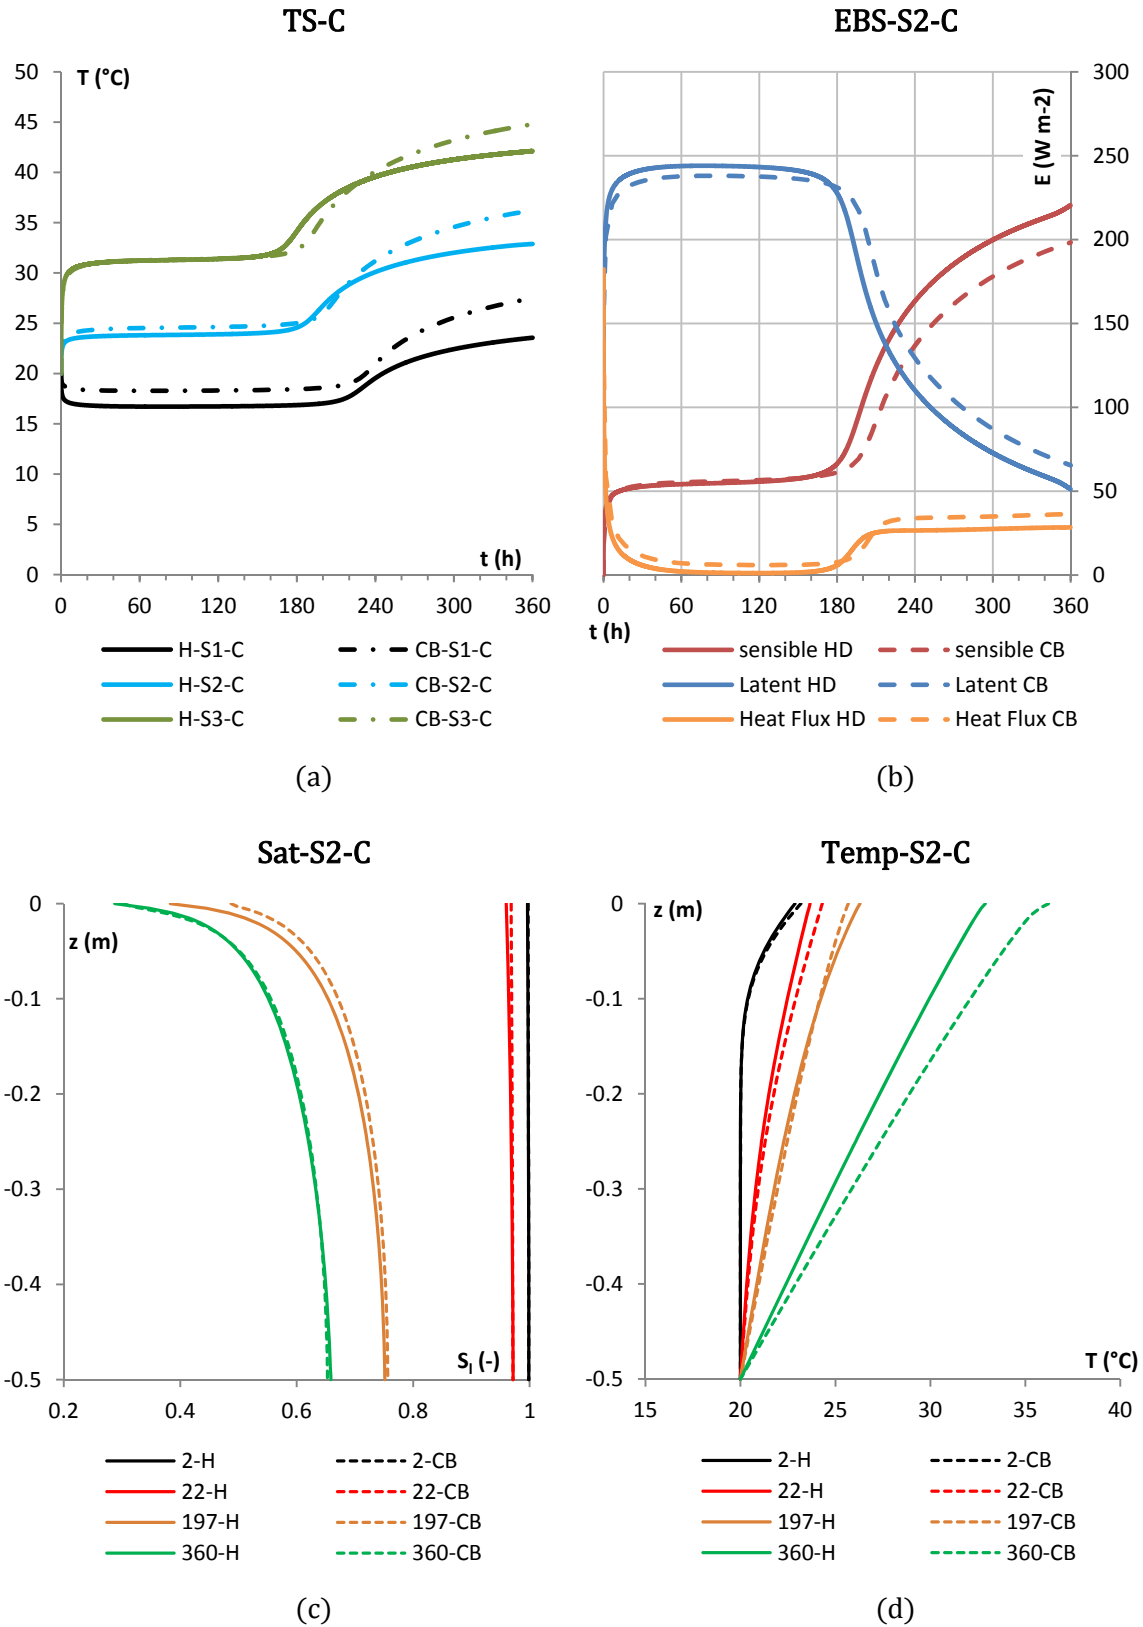 TS-C
T (°C)
50
45
40
35
30
25
20
15
10
5
0
t (h)
0 60 120 180 240 300 360
H-S1-C CB-S1-C
H-S2-C CB-S2-C
H-S3-C CB-S3-C
(a)
EBS-S2-C
E (W m-2)
300
250
200
150
100
50
0
0 60 120 180 240 300 360
t (h)
sensible HD sensible CB
Latent HD Latent CB
Heat Flux HD Heat Flux CB
(b)
Sat-S2-C
0
z (m)
-0.1
-0.2
-0.3
-0.4
-0.5
Sl (-)
0.2 0.4 0.6 0.8 1
2-H 2-CB
22-H 22-CB
197-H 197-CB
360-H 360-CB
(c)
Temp-S2-C
0
z (m)
-0.1
-0.2
-0.3
-0.4
-0.5
T (°C)
15 20 25 30 35 40
2-H 2-CB
22-H 22-CB
197-H 197-CB
360-H 360-CB
(d)